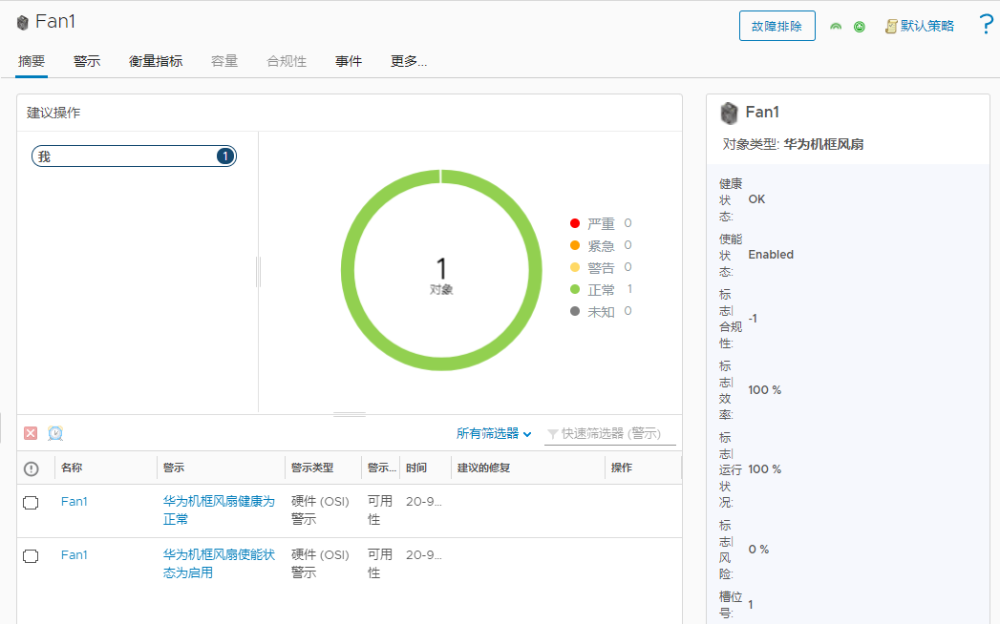 Fan1
故障排除
默认策略
?
摘要 警示 衡量指标 容量 合规性 事件 更多...
建议操作
我 1
1
对象
严重 0
紧急 0
警告 0
正常 1
未知 0
所有筛选器 快速筛选器 (警示)
名称 警示 警示类型 警示... 时间 建议的修复 操作
Fan1 华为机框风扇健康为 硬件 (OSI) 可用 20-9...
正常 警示 性
Fan1 华为机框风扇使能状 硬件 (OSI) 可用 20-9...
态为启用 警示 性
Fan1
对象类型: 华为机框风扇
健康
状 OK
态:
使能
状 Enabled
态:
标
志|
合规 -1
性:
标
志|
效 100 %
率:
标
志|
运行 100 %
状
况:
标
志|
风 0 %
险:
槽位
号: 1